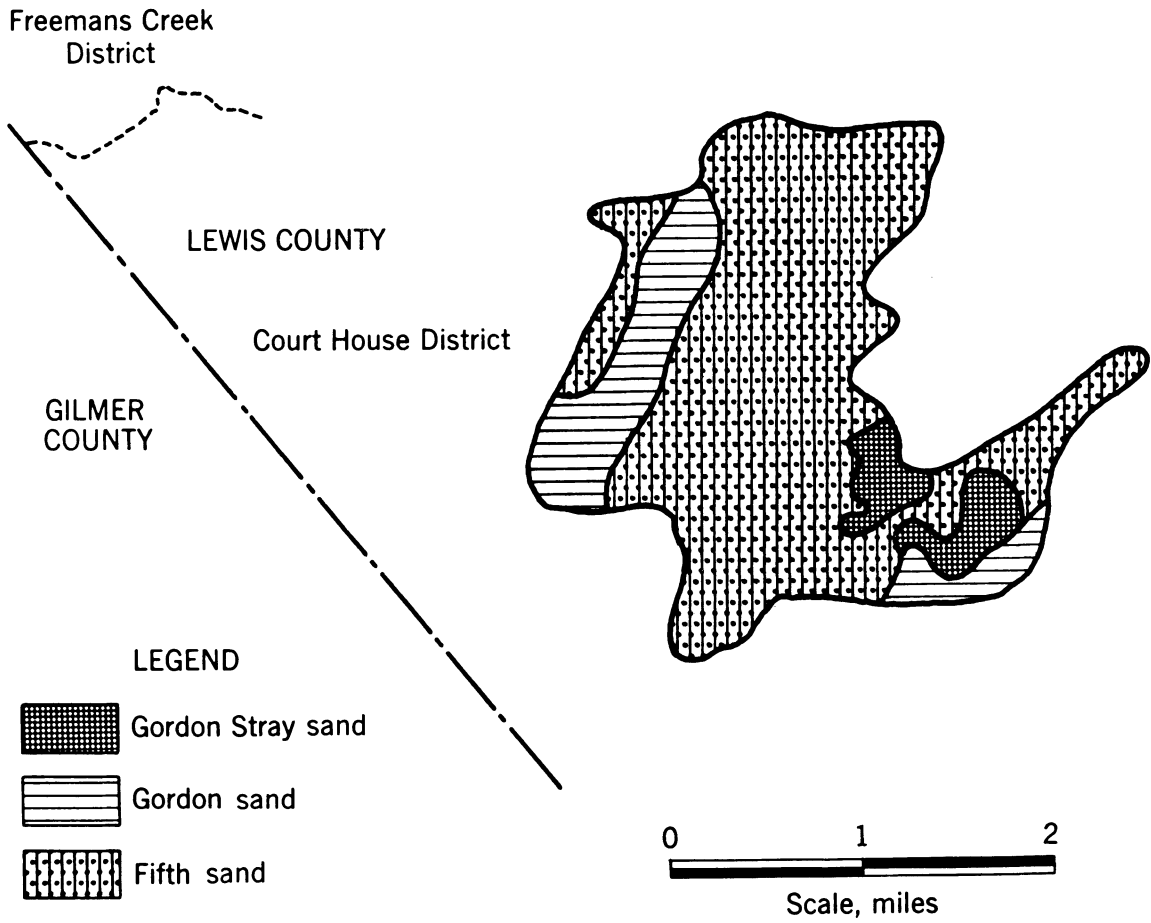 Freemans Creek
District
LEWIS COUNTY
Court House District
GILMER
COUNTY
LEGEND
Gordon Stray sand
Gordon sand
Fifth sand
0 1 2
Scale, miles